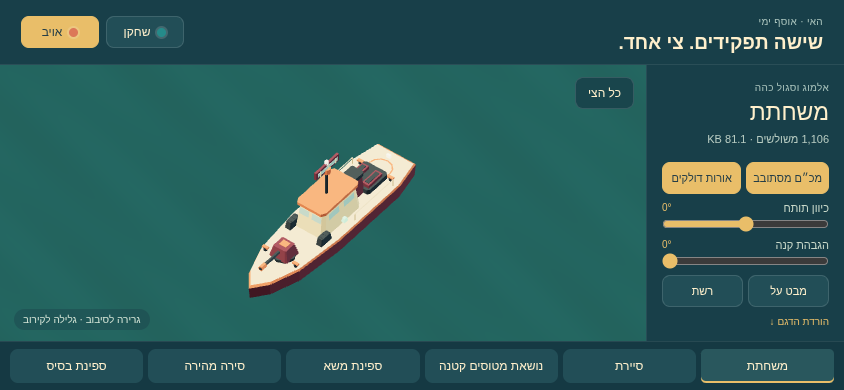 האי · אוסף ימי
שישה תפקידים. צי אחד.
שחקן
אויב
אלמוג וסגול כהה
משחתת
1,106 משולשים · 81.1 KB
מכ״ם מסתובב
אורות דולקים
כיוון תותח
0°
הגבהת קנה
0°
מבט על
רשת
הורדת הדגם ↓
כל הצי
גרירה לסיבוב · גלילה לקירוב
משחתת
סיירת
נושאת מטוסים קטנה
ספינת משא
סירה מהירה
ספינת בסיס